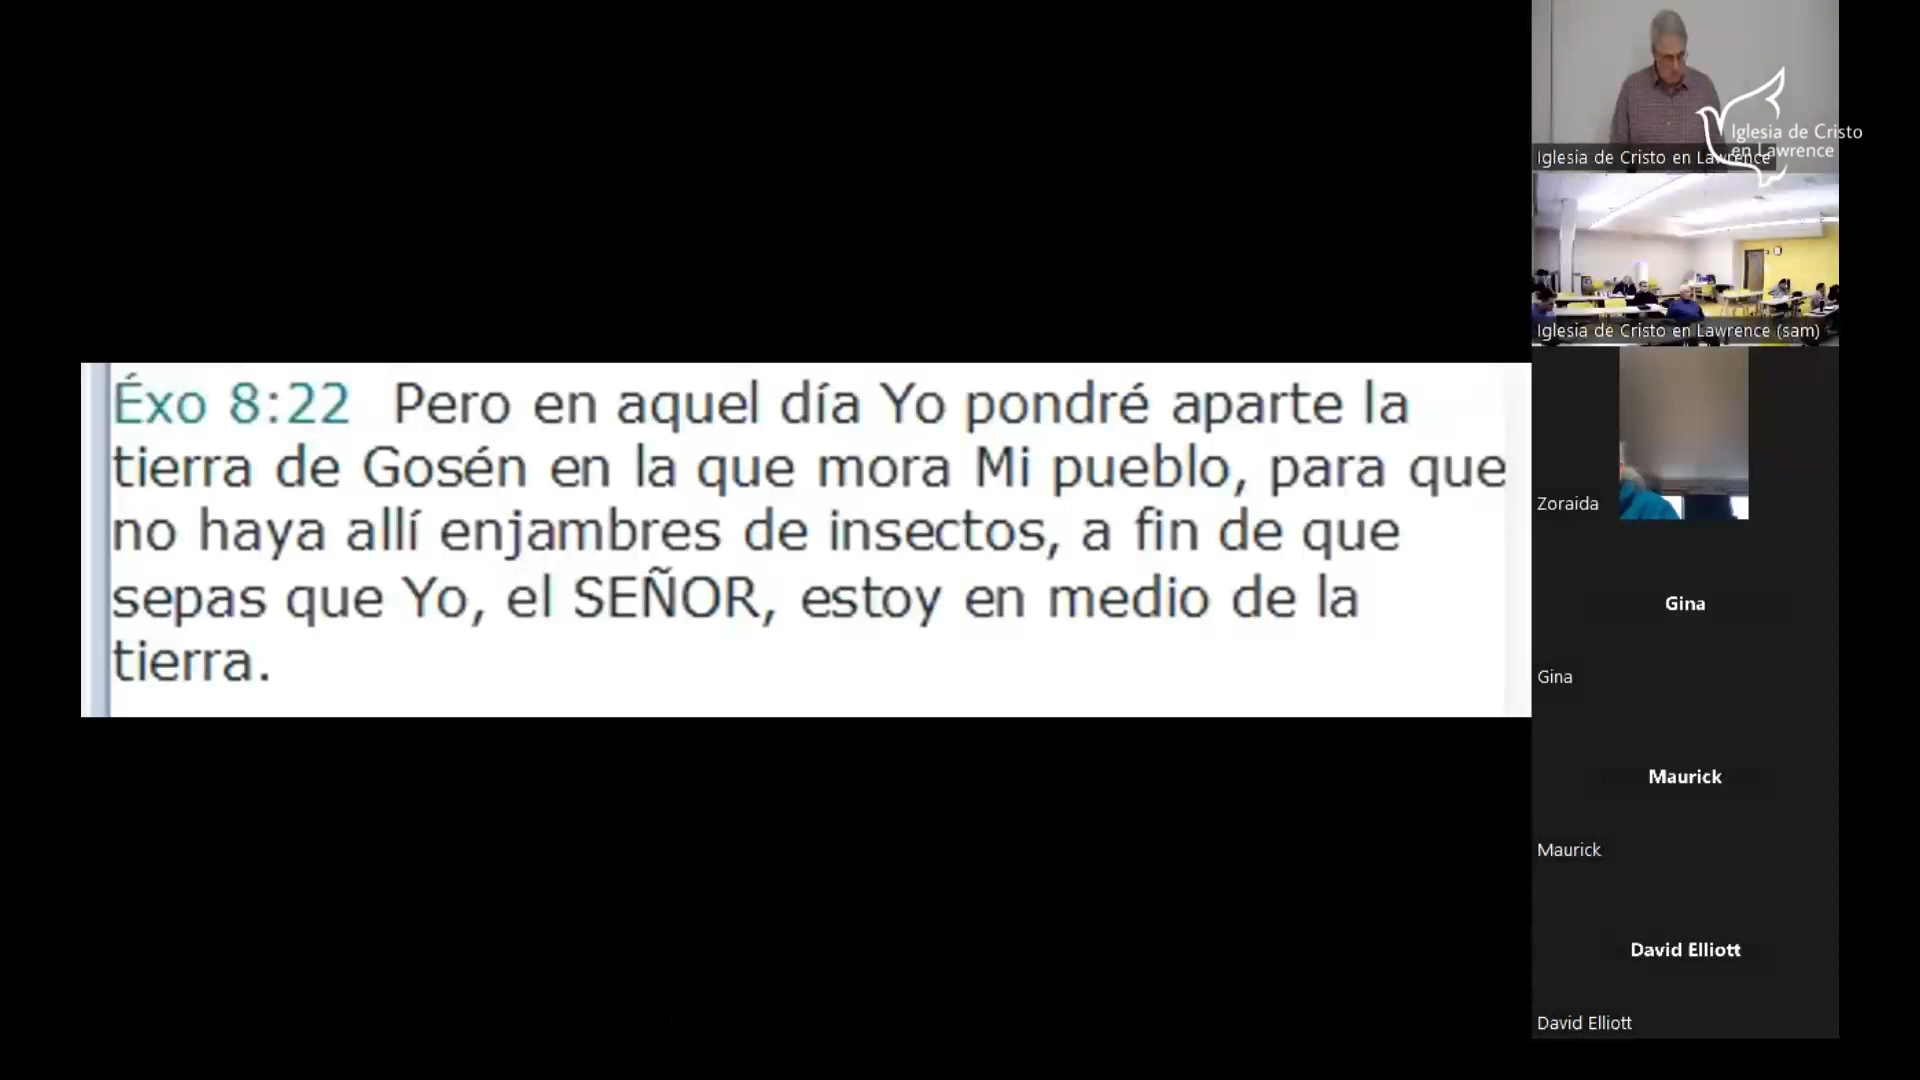 Éxo 8:22 Pero en aquel día Yo pondré aparte la
tierra de Gosén en la que mora Mi pueblo, para que
no haya allí enjambres de insectos, a fin de que
sepas que Yo, el SEÑOR, estoy en medio de la
tierra.
Iglesia de Cristo
en Lawrence
Iglesia de Cristo en Lawrence
Iglesia de Cristo en Lawrence (sam)
Zoraida
Gina
Gina
Maurick
Maurick
David Elliott
David Elliott